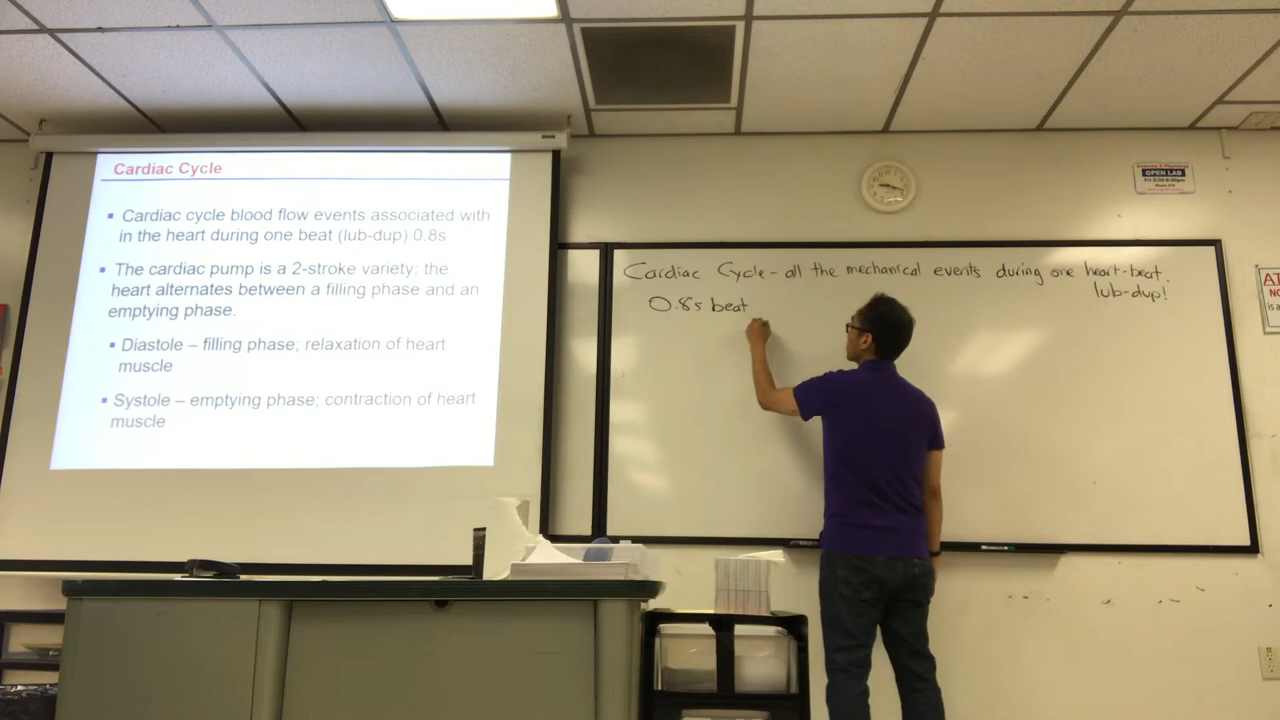 Cardiac Cycle
Cardiac cycle blood flow events associated with
in the heart during one beat (lub-dup) 0.8s
The cardiac pump is a 2-stroke variety; the
heart alternates between a filling phase and an
emptying phase.
Diastole – filling phase; relaxation of heart
muscle
Systole – emptying phase; contraction of heart
muscle
Cardiac Cycle - all the mechanical events during one heart-beat.
lub-dup!
0.8s beat
OPEN LAB
AT
NO
is a